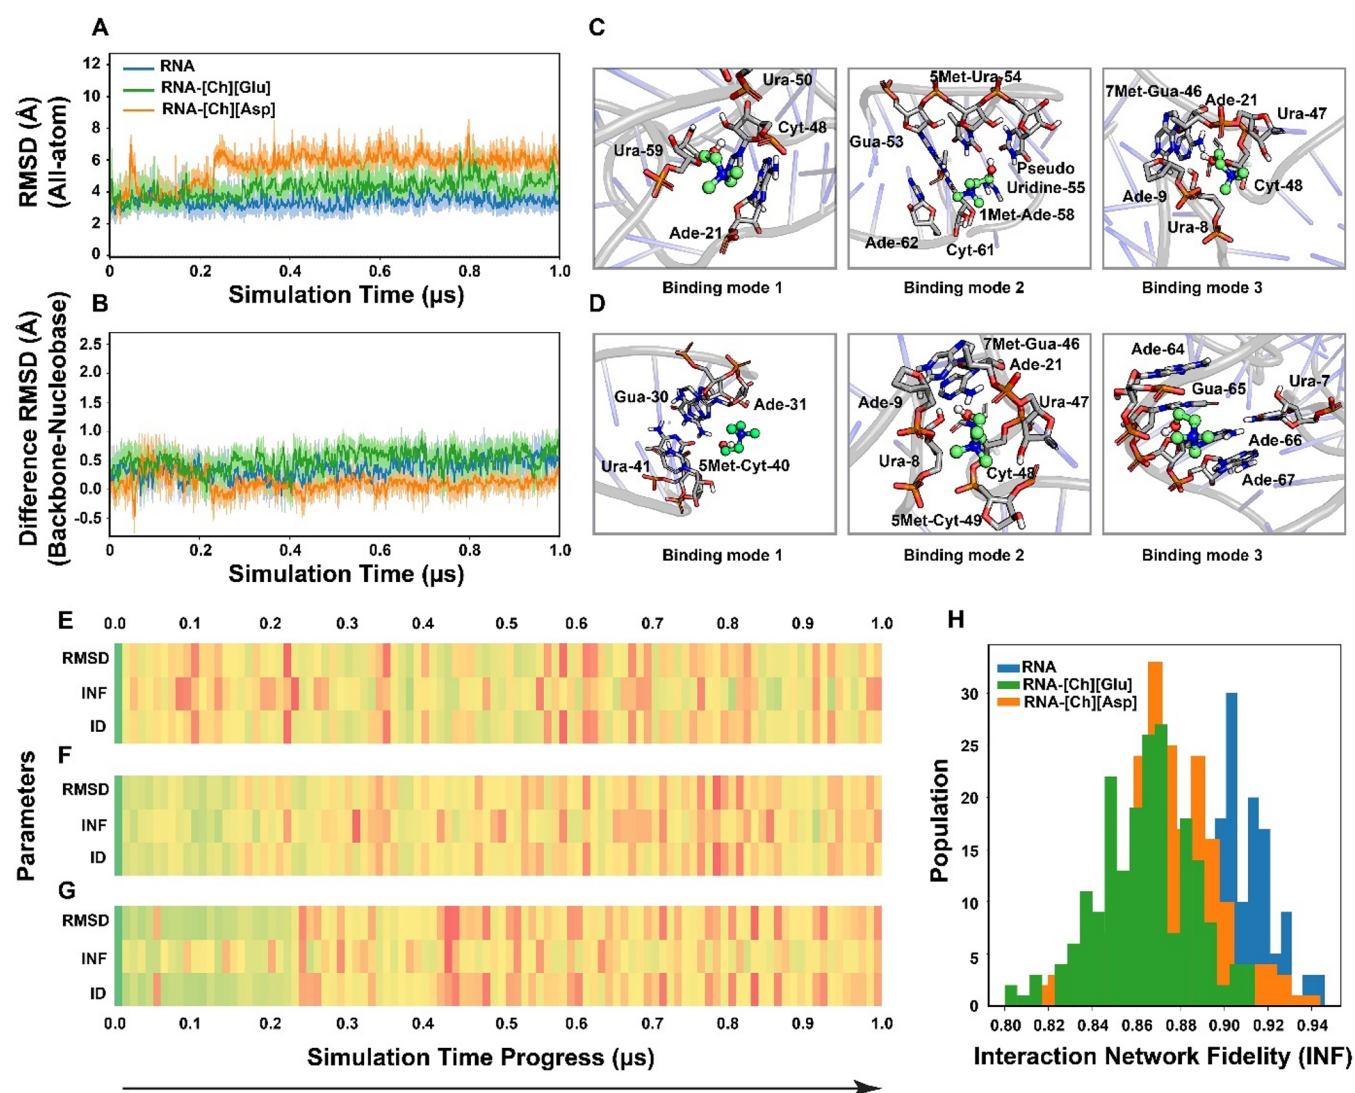 A
RMSD (Å)
(All-atom)
12
10
8
6
4
2
0
RNA
RNA-[Ch][Glu]
RNA-[Ch][Asp]
0
0.2
0.4
0.6
0.8
1.0
Simulation Time (µs)
B
Difference RMSD (Å)
(Backbone-Nucleobase)
2.5
2.0
1.5
1.0
0.5
0.0
-0.5
0
0.2
0.4
0.6
0.8
1.0
Simulation Time (µs)
C
Ura-50
Cyt-48
Ura-59
Ade-21
Binding mode 1
5Met-Ura-54
Gua-53
Pseudo
Uridine-55
1Met-Ade-58
Ade-62
Cyt-61
Binding mode 2
7Met-Gua-46
Ade-21
Ura-47
Cyt-48
Ade-9
Ura-8
Binding mode 3
D
Gua-30
Ade-31
Ura-41
5Met-Cyt-40
Binding mode 1
7Met-Gua-46
Ade-21
Ade-9
Ura-47
Ura-8
Cyt-48
5Met-Cyt-49
Binding mode 2
Ade-64
Gua-65
Ura-7
Ade-66
Ade-67
Binding mode 3
E
0.0 0.1 0.2 0.3 0.4 0.5 0.6 0.7 0.8 0.9 1.0
RMSD
INF
ID
F
Parameters
RMSD
INF
ID
G
RMSD
INF
ID
0.0 0.1 0.2 0.3 0.4 0.5 0.6 0.7 0.8 0.9 1.0
Simulation Time Progress (µs)
H
RNA
RNA-[Ch][Glu]
RNA-[Ch][Asp]
Population
30
25
20
15
10
5
0
0.80 0.82 0.84 0.86 0.88 0.90 0.92 0.94
Interaction Network Fidelity (INF)